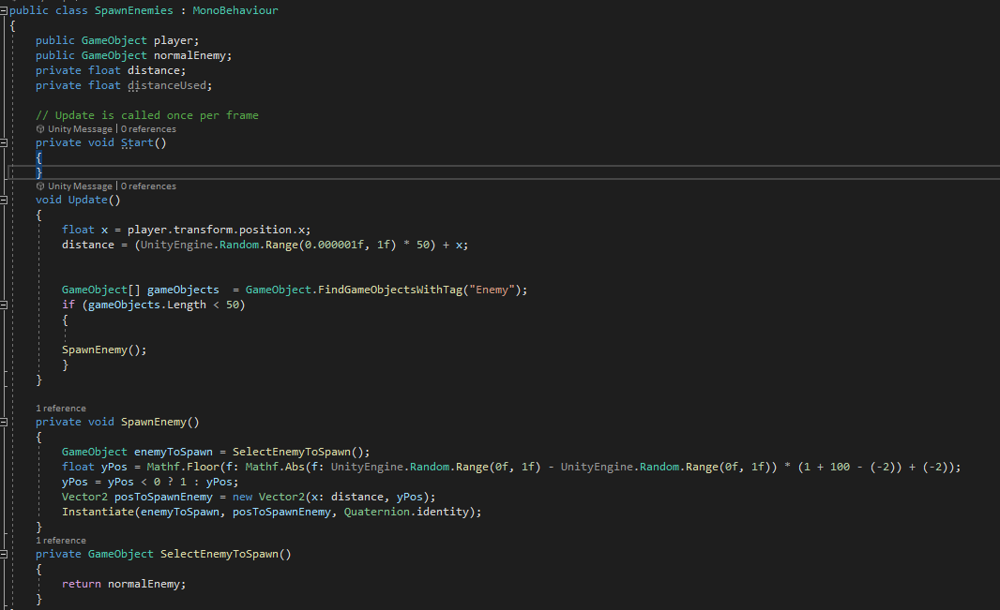 public class SpawnEnemies : MonoBehaviour
{
public GameObject player;
public GameObject normalEnemy;
private float distance;
private float distanceUsed;
// Update is called once per frame
Unity Message | 0 references
private void Start()
{
}
Unity Message | 0 references
void Update()
{
float x = player.transform.position.x;
distance = (UnityEngine.Random.Range(0.000001f, 1f) * 50) + x;
GameObject[] gameObjects  = GameObject.FindGameObjectsWithTag("Enemy");
if (gameObjects.Length < 50)
{
SpawnEnemy();
}
}
1 reference
private void SpawnEnemy()
{
GameObject enemyToSpawn = SelectEnemyToSpawn();
float yPos = Mathf.Floor(f: Mathf.Abs(f: UnityEngine.Random.Range(0f, 1f) - UnityEngine.Random.Range(0f, 1f)) * (1 + 100 - (-2)) + (-2));
yPos = yPos < 0 ? 1 : yPos;
Vector2 posToSpawnEnemy = new Vector2(x: distance, yPos);
Instantiate(enemyToSpawn, posToSpawnEnemy, Quaternion.identity);
}
1 reference
private GameObject SelectEnemyToSpawn()
{
return normalEnemy;
}